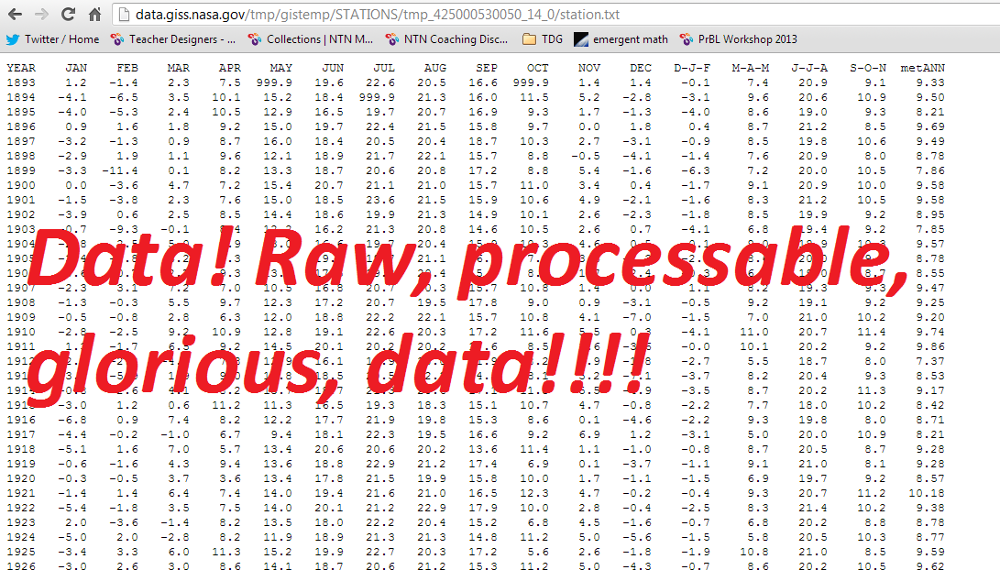 data.giss.nasa.gov/tmp/gistemp/STATIONS/tmp_425000530050_14_0/station.txt
Twitter / Home Teacher Designers - ... Collections | NTN M... NTN Coaching Disc... TDG emergent math PrBL Workshop 2013
YEAR JAN FEB MAR APR MAY JUN JUL AUG SEP OCT NOV DEC D-J-F M-A-M J-J-A S-O-N metANN
1893 1.2 -1.4 2.3 7.5 999.9 19.6 22.6 20.5 16.6 999.9 1.4 1.4 -0.1 7.4 20.9 9.1 9.33
1894 -4.1 -6.5 3.5 10.1 15.2 18.4 999.9 21.3 16.0 11.5 5.2 -2.8 -3.1 9.6 20.6 10.9 9.50
1895 -4.0 -5.3 2.4 10.5 12.9 16.5 19.7 20.7 16.9 9.3 1.7 -1.3 -4.0 8.6 19.0 9.3 8.21
1896 0.9 1.6 1.8 9.2 15.0 19.7 22.4 21.5 15.8 9.7 0.0 1.8 0.4 8.7 21.2 8.5 9.69
1897 -3.2 -1.3 0.9 8.7 16.0 18.4 20.5 20.4 18.7 10.3 2.7 -3.1 -0.9 8.5 19.8 10.6 9.49
1898 -2.9 1.9 1.1 9.6 12.1 18.9 21.7 22.1 15.7 8.8 -0.5 -4.1 -1.4 7.6 20.9 8.0 8.78
1899 -3.3 -11.4 0.1 8.2 13.3 18.7 20.6 20.8 17.2 8.8 5.4 -1.6 -6.3 7.2 20.0 10.5 7.86
1900 0.0 -3.6 4.7 7.2 15.4 20.7 21.1 21.0 15.7 11.0 3.4 0.4 -1.7 9.1 20.9 10.0 9.58
1901 -1.5 -3.8 2.3 7.6 15.0 18.5 23.6 21.5 15.9 10.6 4.9 -2.1 -1.6 8.3 21.2 10.5 9.58
1902 -3.9 0.6 2.5 8.5 14.4 18.6 19.9 21.3 14.9 10.1 2.6 -2.3 -1.8 8.5 19.9 9.2 8.95
1903 -9.3 -0.1 16.2 21.3 20.8 14.6 10.5 2.6 0.7 -4.1 6.8 19.4 9.2 7.85
Data! Raw, processable,
1904 20.4 9.57
21.1 8.78
8.55
1907 -2.3 7.2 7.0 10.5 20.7 10.8 1.4 8.2 19.3 9.3 9.47
1908 -1.3 -0.3 5.5 9.7 12.3 17.2 20.7 19.5 17.8 9.0 0.9 -3.1 -0.5 9.2 19.1 9.2 9.25
1909 -0.5 -0.8 2.8 6.3 12.0 18.8 22.2 22.1 15.7 10.8 4.1 -7.0 -1.5 7.0 21.0 10.2 9.20
1910 -2.8 -2.5 9.2 10.9 12.8 19.1 22.6 20.3 17.2 11.6 5.5 0.3 -4.1 11.0 20.7 11.4 9.74
1911 -1.7 6.5 9.2 14.5 20.1 20.2 20.2 8.5 -0.0 10.1 20.2 9.2 9.86
glorious, data!!!!
16.1 -2.7 5.5 18.7 8.0 7.37
-3.7 8.2 20.4 9.3 8.53
-3.5 8.7 20.2 11.3 9.17
-3.0 1.2 0.6 11.2 11.3 16.5 19.3 18.3 15.1 10.7 4.7 -0.8 -2.2 7.7 18.0 10.2 8.42
1916 -6.8 0.9 7.4 8.2 12.2 17.7 21.9 19.8 15.3 8.6 0.1 -4.6 -2.2 9.3 19.8 8.0 8.71
1917 -4.4 -0.2 -1.0 6.7 9.4 18.1 22.3 19.5 16.6 9.2 6.9 1.2 -3.1 5.0 20.0 10.9 8.21
1918 -5.1 1.6 7.0 5.7 13.4 20.6 20.6 20.2 13.6 11.4 1.1 -1.0 -0.8 8.7 20.5 8.7 9.28
1919 -0.6 -1.6 4.3 9.4 13.6 18.8 22.9 21.2 17.4 6.9 0.1 -3.7 -1.1 9.1 21.0 8.1 9.28
1920 -0.3 -0.5 3.7 3.6 13.4 17.8 21.5 19.9 15.8 10.0 1.7 -1.1 -1.5 6.9 19.7 9.2 8.57
1921 -1.4 1.4 6.4 7.4 14.0 19.4 21.6 21.0 16.5 12.3 4.7 -0.2 -0.4 9.3 20.7 11.2 10.18
1922 -5.4 -1.8 3.5 7.5 14.0 20.1 21.2 22.9 17.9 10.0 2.8 -0.4 -2.5 8.3 21.4 10.2 9.38
1923 2.0 -3.6 -1.4 8.2 13.5 18.0 22.2 20.4 15.2 6.8 4.5 -1.6 -0.7 6.8 20.2 8.8 8.78
1924 -5.0 2.0 -2.8 8.2 11.9 18.9 21.3 21.3 14.8 11.2 5.0 -5.6 -1.5 5.8 20.5 10.3 8.77
1925 -3.4 3.3 6.0 11.3 15.2 19.9 22.7 20.3 17.2 5.6 2.6 -1.8 -1.9 10.8 21.0 8.5 9.59
1926 -3.0 2.6 3.0 8.6 14.1 18.7 20.6 21.2 15.3 11.2 5.0 -4.3 -0.7 8.6 20.2 10.5 9.62